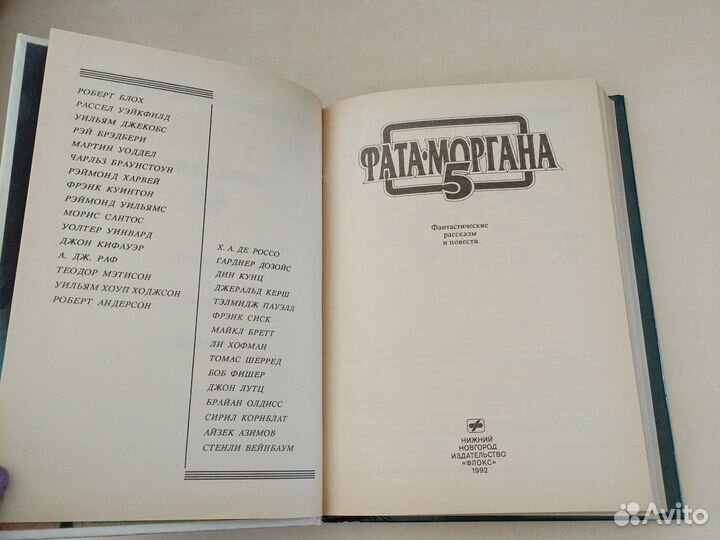 РОБЕРТ БЛОХ
РАССЕЛ УЭЙКФИЛД
УИЛЬЯМ ДЖЕКОБС
РЭЙ БРЭДБЕРИ
МАРТИН УОДДЕЛ
ЧАРЛЬЗ БРАУНСТОУН
РЭЙМОНД ХАРВЕЙ
ФРЭНК КУИНТОН
РЭЙМОНД УИЛЬЯМС
МОРИС САНТОС
УОЛТЕР УИНВАРД
ДЖОН КИФАУЭР
А. ДЖ. РАФ
ТЕОДОР МЭТИСОН
УИЛЬЯМ ХОУП ХОДЖСОН
РОБЕРТ АНДЕРСОН
Х. А. ДЕ РОССО
ГАРДНЕР ДОЗОЙС
ДИН КУНЦ
ДЖЕРАЛЬД КЕРШ
ТЭЛМИДЖ ПАУЭЛЛ
ФРЭНК СИСК
МАЙКЛ БРЕТТ
ЛИ ХОФМАН
ТОМАС ШЕРРЕД
БОБ ФИШЕР
ДЖОН ЛУТЦ
БРАЙАН ОЛДИСС
СИРИЛ КОРНБЛАТ
АЙЗЕК АЗИМОВ
СТЕНЛИ ВЕЙНБАУМ
ФАТА·МОРГАНА
5
Фантастические
рассказы
и повести
НИЖНИЙ
НОВГОРОД
ИЗДАТЕЛЬСТВО
«ФЛОКС»
1992
Avito